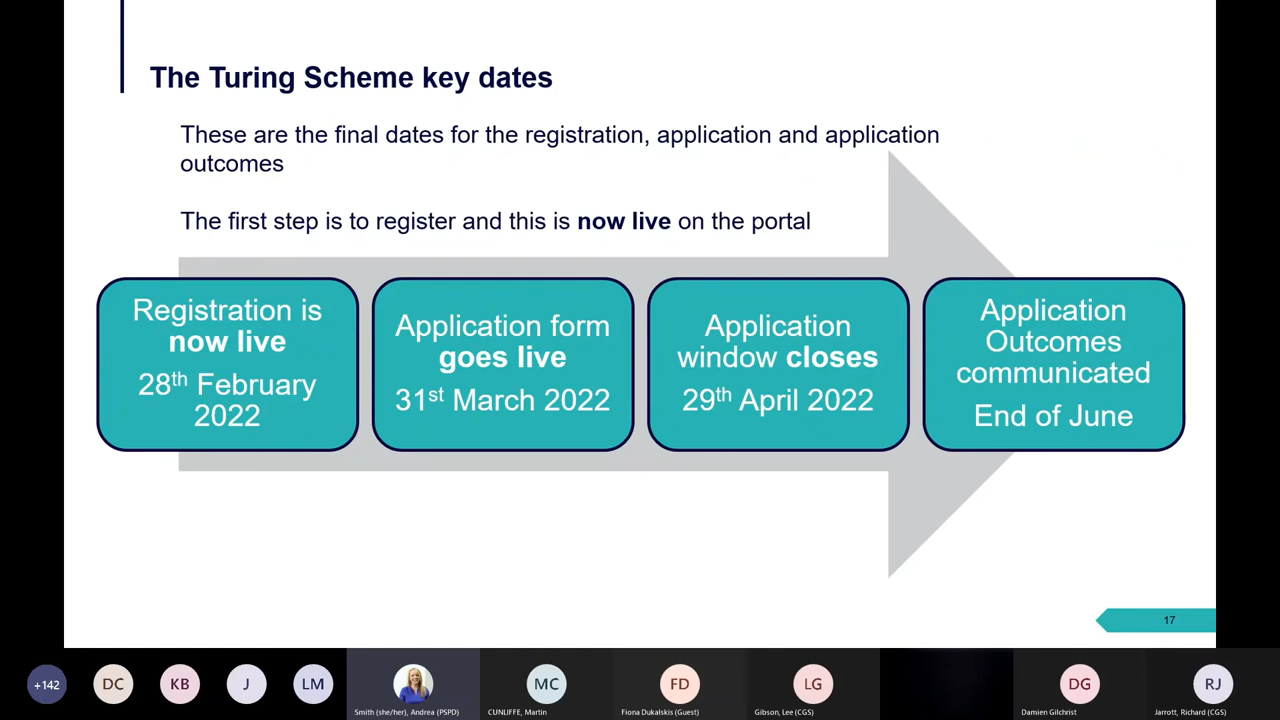 The Turing Scheme key dates
These are the final dates for the registration, application and application
outcomes
The first step is to register and this is now live on the portal
Registration is
now live
28th February
2022
Application form
goes live
31st March 2022
Application
window closes
29th April 2022
Application
Outcomes
communicated
End of June
17
+142
DC
KB
J
LM
Smith (she/her), Andrea (PSPD)
MC
CUNLIFFE, Martin
FD
Fiona Dukalskis (Guest)
LG
Gibson, Lee (CGS)
DG
Damien Gilchrist
RJ
Jarrott, Richard (CGS)